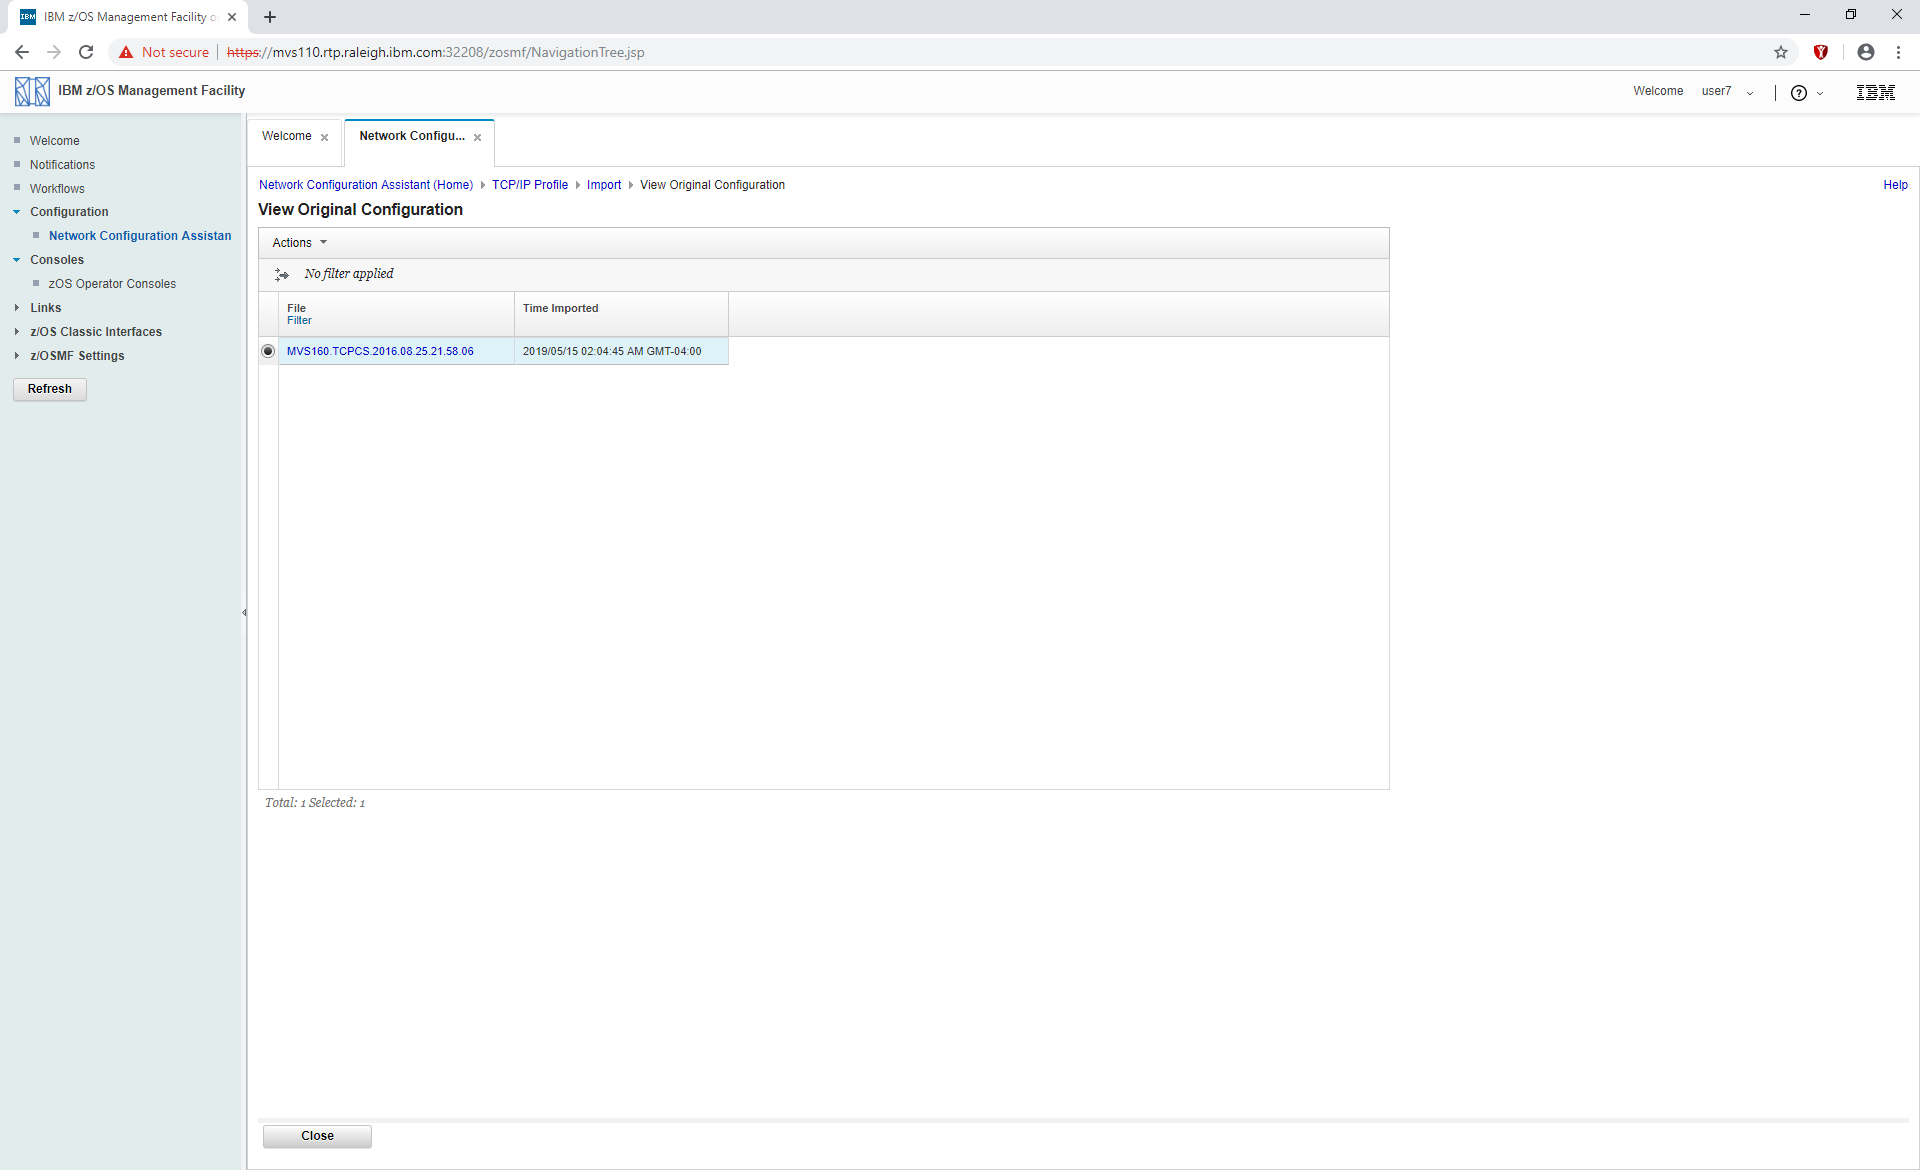 IBM z/OS Management Facility o
Not secure https://mvs110.rtp.raleigh.ibm.com:32208/zosmf/NavigationTree.jsp
IBM z/OS Management Facility
Welcome user7
IBM
Welcome
Notifications
Workflows
Configuration
Network Configuration Assistan
Consoles
zOS Operator Consoles
Links
z/OS Classic Interfaces
z/OSMF Settings
Refresh
Welcome
Network Configu...
Network Configuration Assistant (Home) TCP/IP Profile Import View Original Configuration
Help
View Original Configuration
Actions
No filter applied
File
Filter
Time Imported
MVS160.TCPCS.2016.08.25.21.58.06
2019/05/15 02:04:45 AM GMT-04:00
Total: 1 Selected: 1
Close